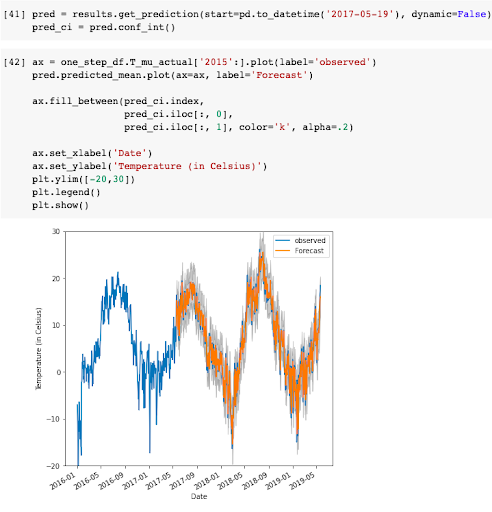 [41] pred = results.get_prediction(start=pd.to_datetime('2017-05-19'), dynamic=False)
pred_ci = pred.conf_int()
[42] ax = one_step_df.T_mu_actual['2015':].plot(label='observed')
pred.predicted_mean.plot(ax=ax, label='Forecast')
ax.fill_between(pred_ci.index,
pred_ci.iloc[:, 0],
pred_ci.iloc[:, 1], color='k', alpha=.2)
ax.set_xlabel('Date')
ax.set_ylabel('Temperature (in Celsius)')
plt.ylim([-20,30])
plt.legend()
plt.show()
30
20
10
0
−10
−20
Temperature (in Celsius)
observed
Forecast
2016-01
2016-05
2016-09
2017-01
2017-05
2017-09
2018-01
2018-05
2018-09
2019-01
2019-05
Date